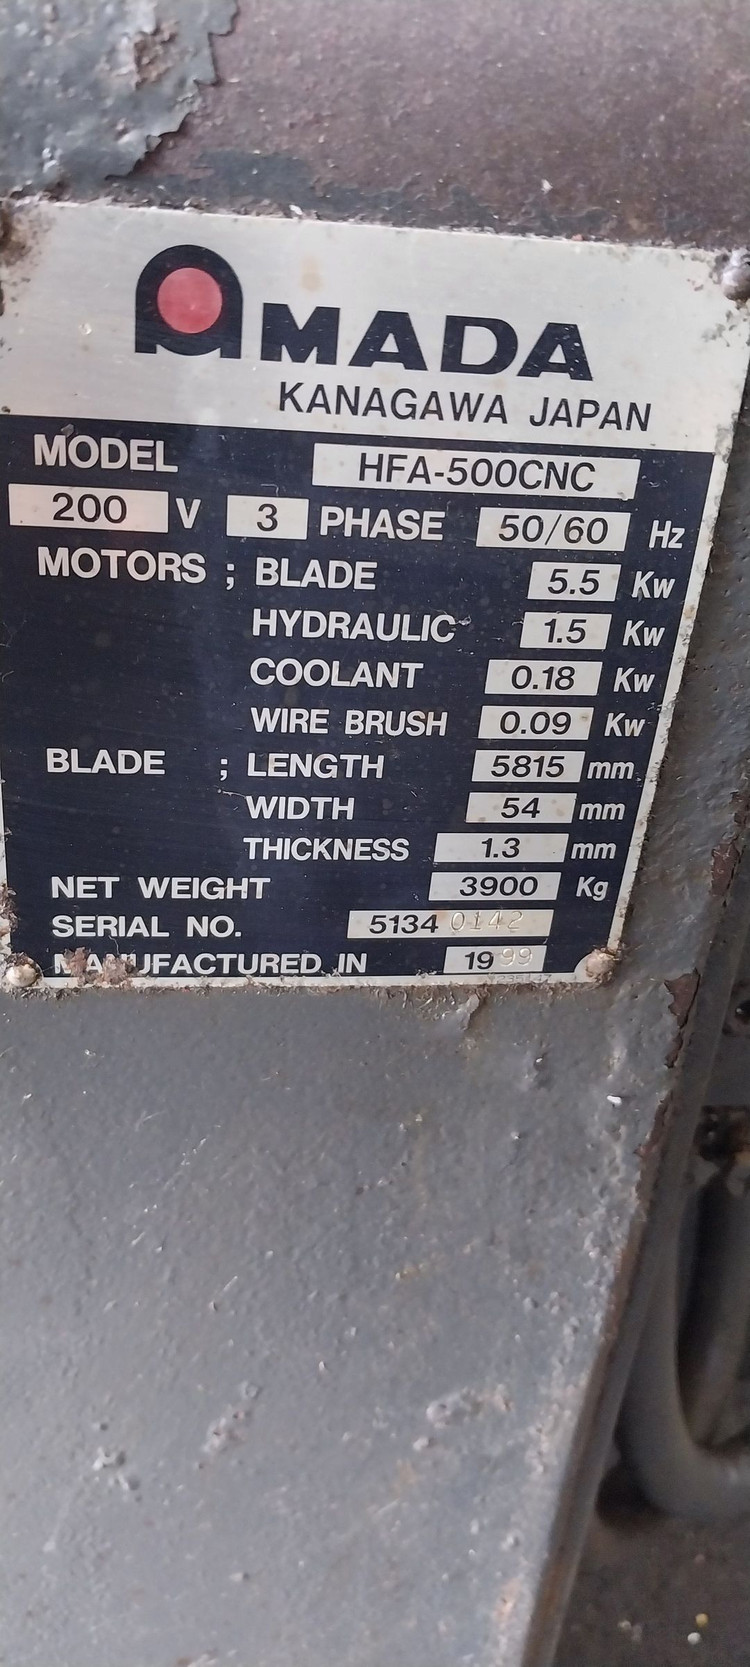 AMADA
KANAGAWA JAPAN
MODEL HFA-500CNC
200 V 3 PHASE 50/60 Hz
MOTORS ; BLADE 5.5 Kw
HYDRAULIC 1.5 Kw
COOLANT 0.18 Kw
WIRE BRUSH 0.09 Kw
BLADE ; LENGTH 5815 mm
WIDTH 54 mm
THICKNESS 1.3 mm
NET WEIGHT 3900 Kg
SERIAL NO. 5134 0142
MANUFACTURED IN 1999